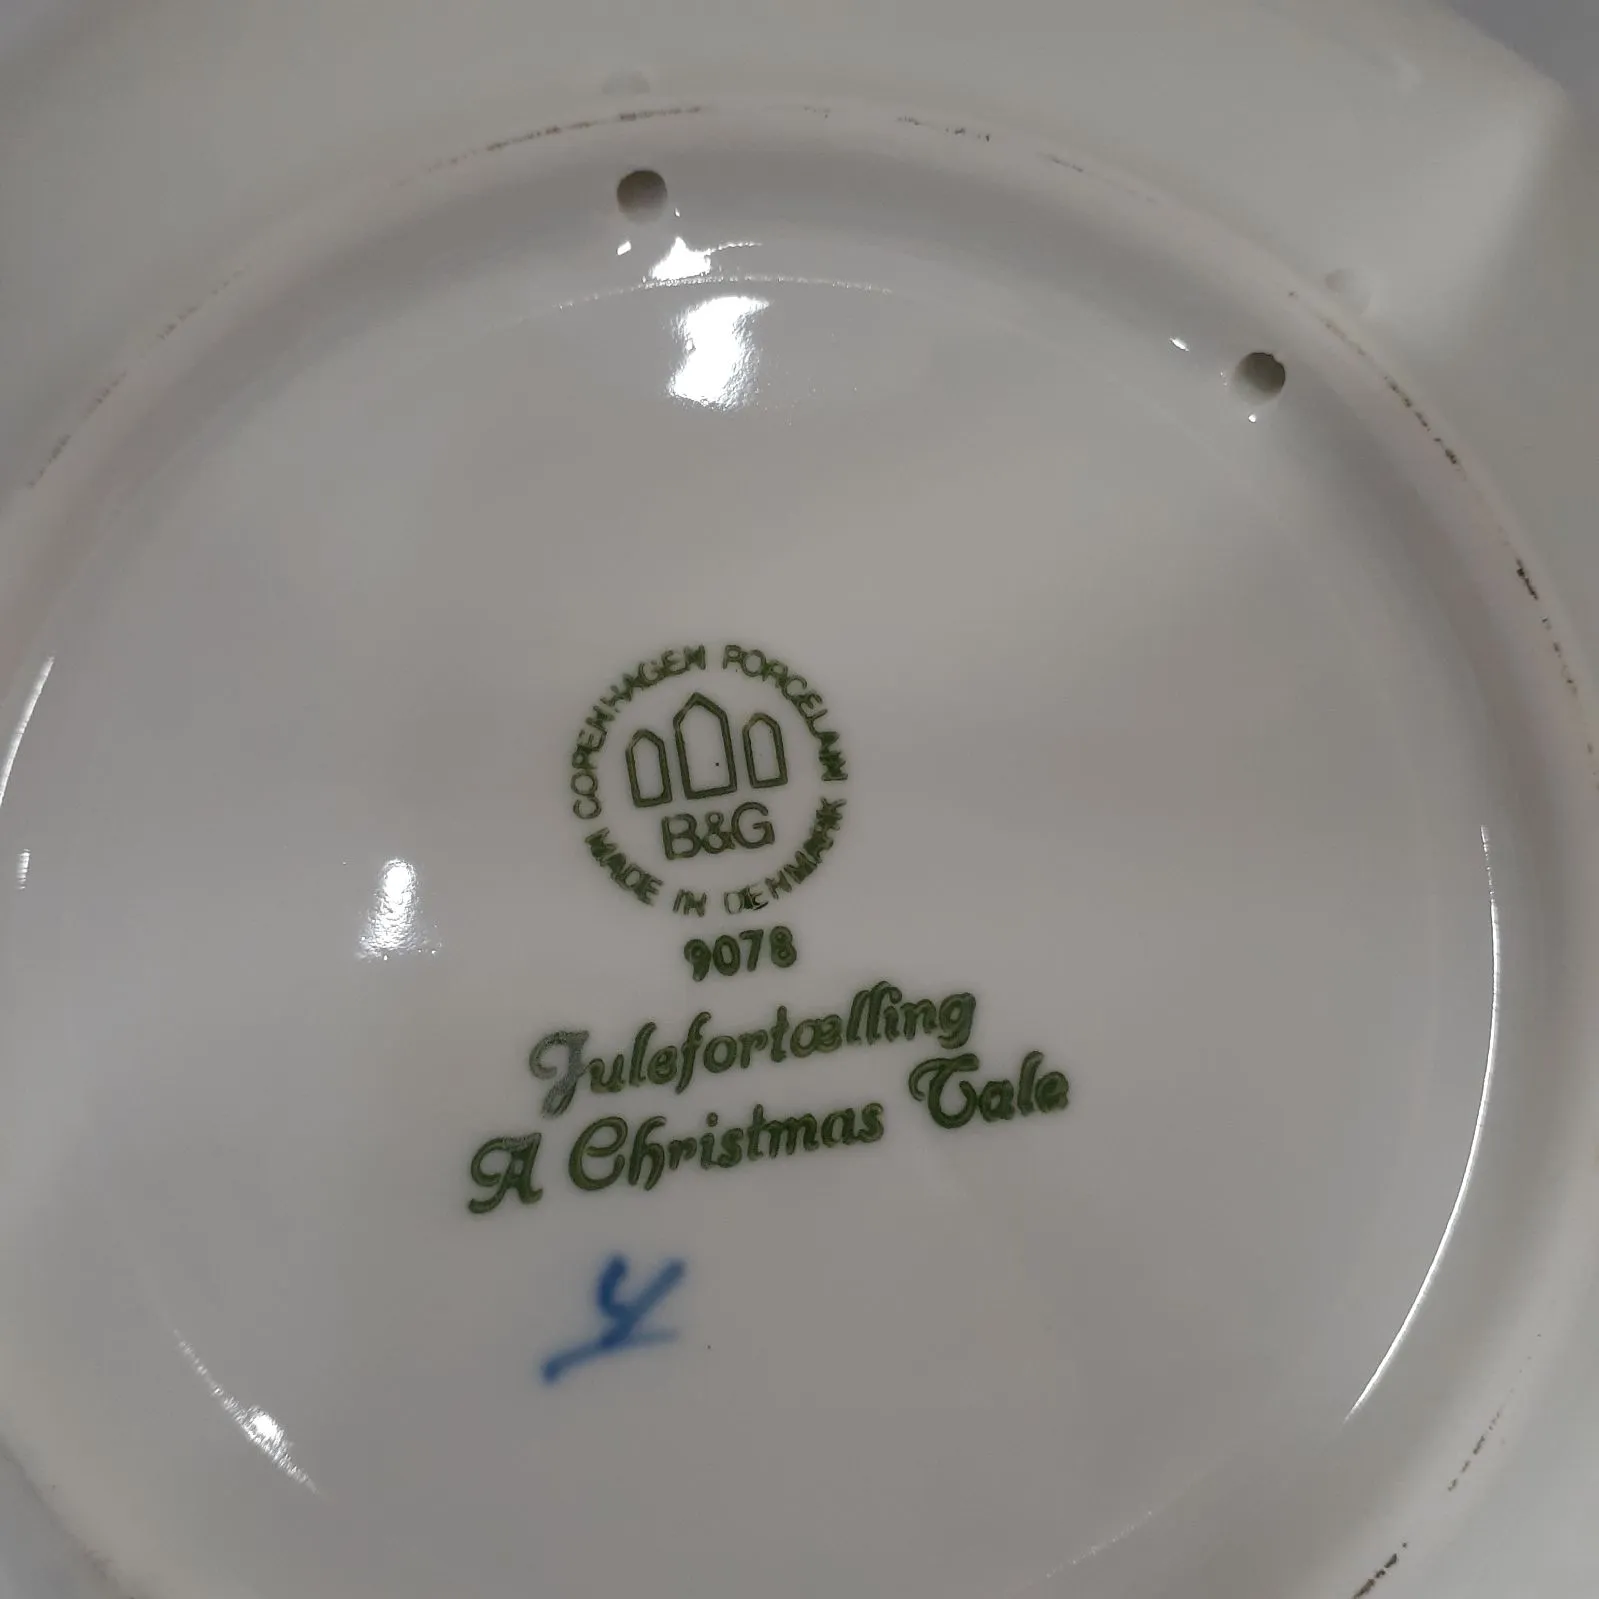 COPENHAGEN PORCELAIN
B&G
MADE IN DENMARK
9078
Julefortælling
A Christmas Tale